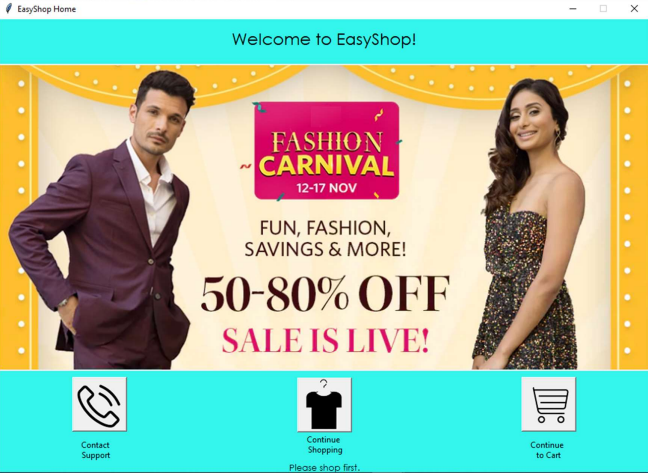 EasyShop Home
Welcome to EasyShop!
FASHION
CARNIVAL
12-17 NOV
FUN, FASHION,
SAVINGS & MORE!
50-80% OFF
SALE IS LIVE!
Contact
Support
Continue
Shopping
Continue
to Cart
Please shop first.